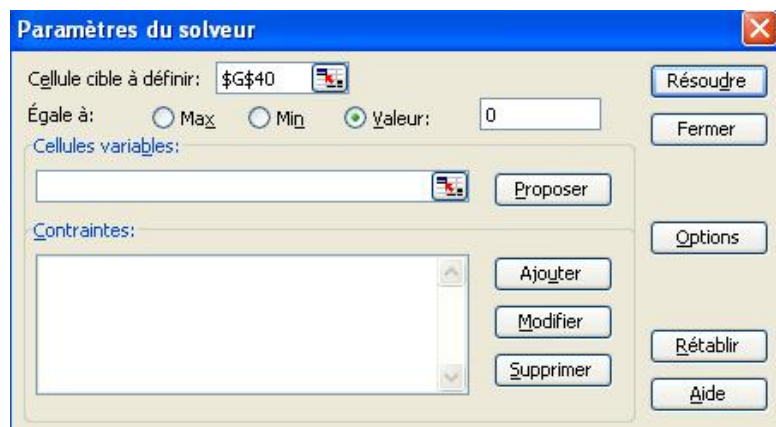 Paramètres du solveur
Cellule cible à définir: $G$40
Résoudre
Égale à: Max Min Valeur: 0
Fermer
Cellules variables:
Proposer
Contraintes:
Options
Ajouter
Modifier
Rétablir
Supprimer
Aide